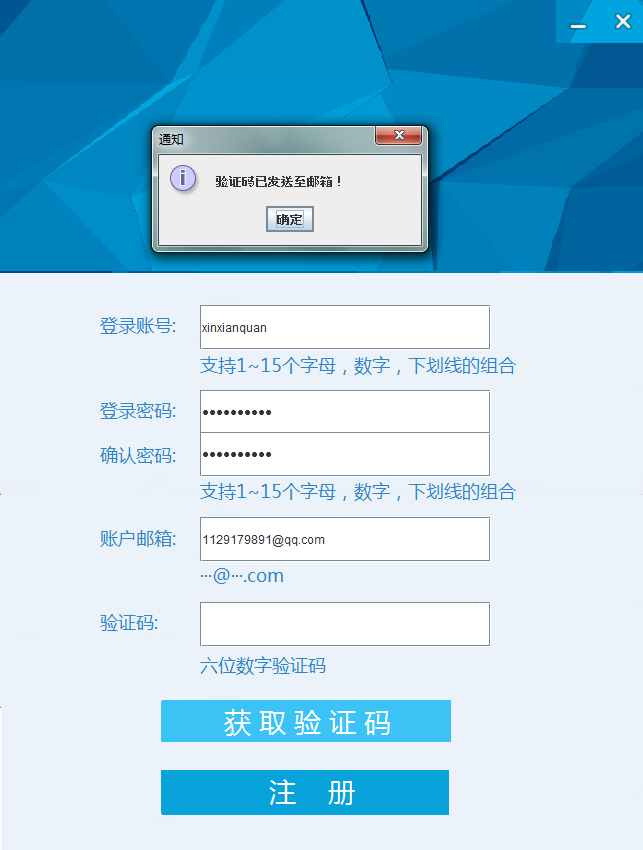 通知
验证码已发送至邮箱！
确定
登录账号: xinxianquan
支持1~15个字母，数字，下划线的组合
登录密码: ••••••••••
确认密码: ••••••••••
支持1~15个字母，数字，下划线的组合
账户邮箱: 1129179891@qq.com
···@···.com
验证码:
六位数字验证码
获取验证码
注 册